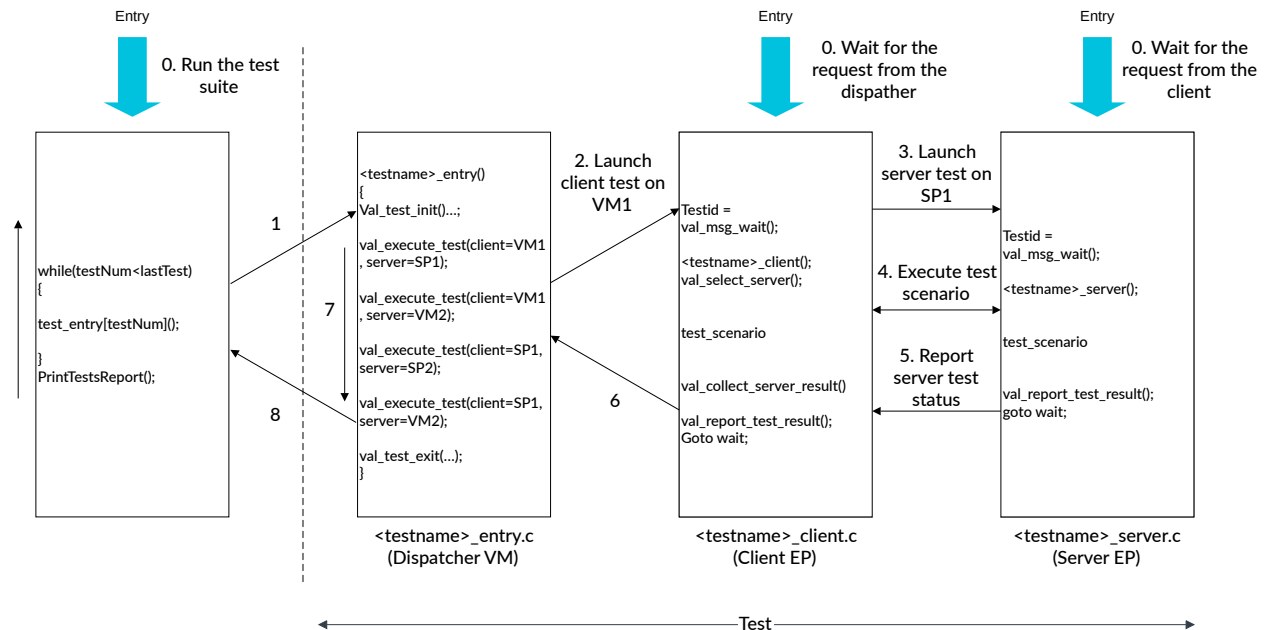 Entry
0. Run the test
suite
Entry
0. Wait for the
request from the
dispather
Entry
0. Wait for the
request from the
client
while(testNum<lastTest)
{
test_entry[testNum]();
}
PrintTestsReport();
1
8
<testname>_entry()
{
Val_test_init()...;
val_execute_test(client=VM1
, server=SP1);
val_execute_test(client=VM1
, server=VM2);
val_execute_test(client=SP1,
server=SP2);
val_execute_test(client=SP1,
server=VM2);
val_test_exit(...);
}
7
<testname>_entry.c
(Dispatcher VM)
2. Launch
client test on
VM1
6
Testid =
val_msg_wait();
<testname>_client();
val_select_server();
test_scenario
val_collect_server_result()
val_report_test_result();
Goto wait;
<testname>_client.c
(Client EP)
3. Launch
server test on
SP1
4. Execute test
scenario
5. Report
server test
status
Testid =
val_msg_wait();
<testname>_server();
test_scenario
val_report_test_result();
goto wait;
<testname>_server.c
(Server EP)
Test